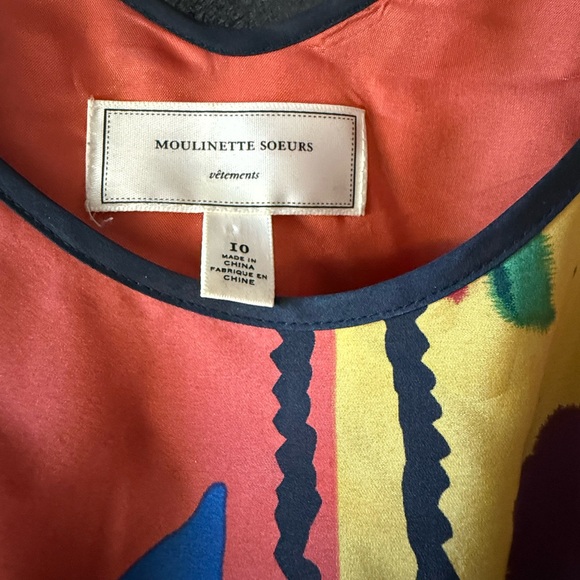 MOULINETTE SOEURS
vêtements
10
MADE IN
CHINA
FABRIQUE EN
CHINE